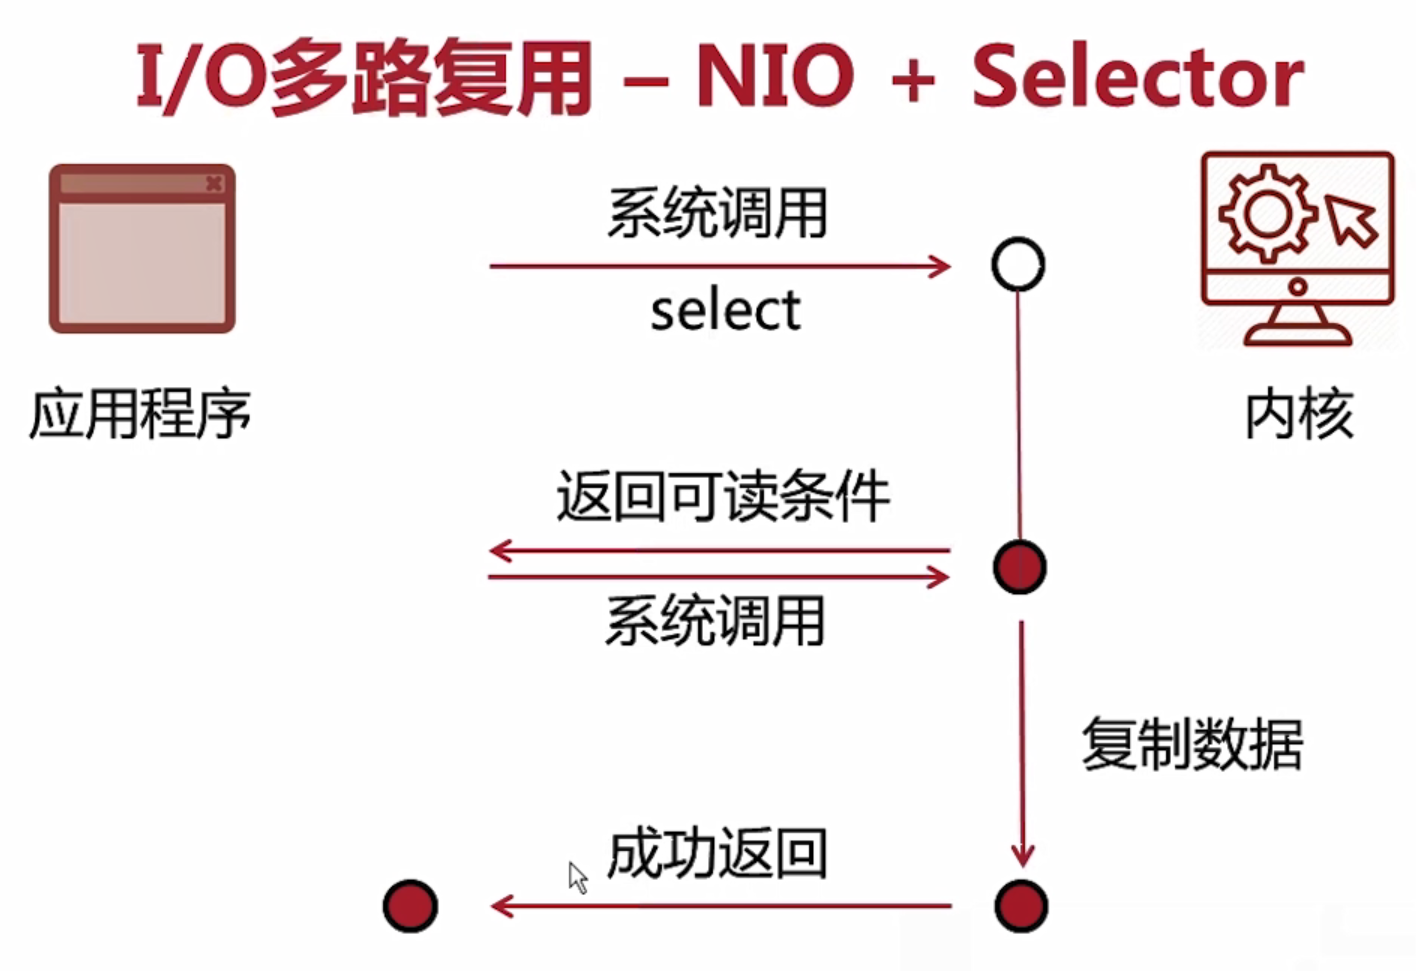 I/O多路复用 – NIO + Selector
系统调用
select
应用程序
内核
返回可读条件
系统调用
复制数据
成功返回